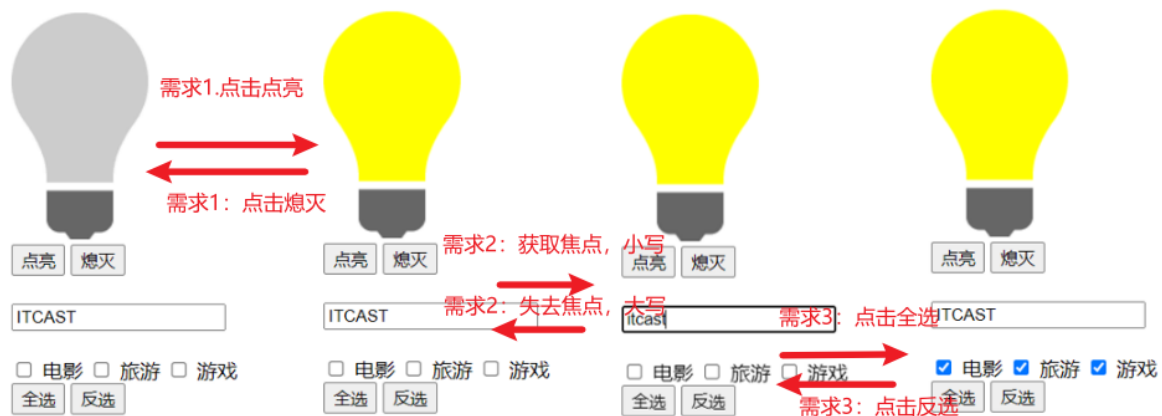 需求1.点击点亮
需求1：点击熄灭
点亮 熄灭
ITCAST
电影 旅游 游戏
全选 反选
点亮 熄灭
ITCAST
电影 旅游 游戏
全选 反选
需求2：获取焦点，小写
需求2：失去焦点，大写
点亮 熄灭
itcast
电影 旅游 游戏
全选 反选
需求3：点击全选
需求3：点击反选
点亮 熄灭
ITCAST
电影 旅游 游戏
全选 反选